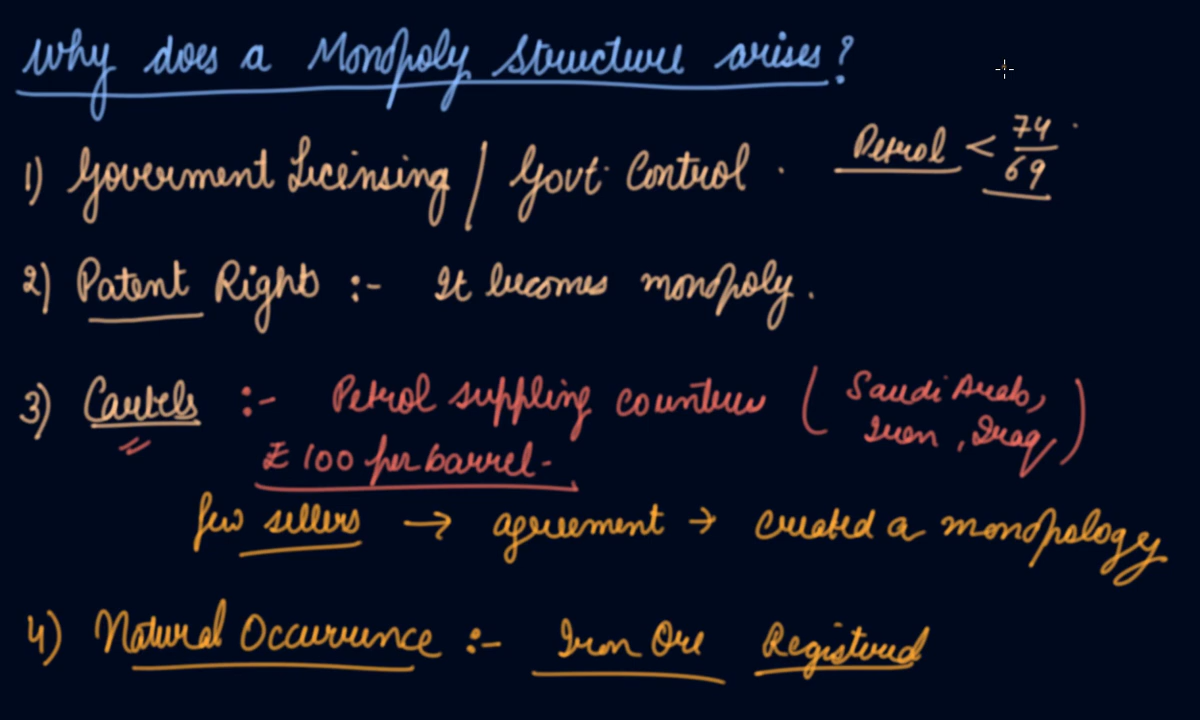 Why does a Monopoly Structure arises?
1) Goverment Licensing / Govt. Control. Petrol < 74
69
2) Patent Right :- It becomes monopoly.
3) Cartels :- Petrol suppling countries (Saudi Arab,
Iran, Iraq)
₹ 100 per barrel-
few sellers → agreement → created a monopology
4) Natural Occurrence :- Iron Ore Registered